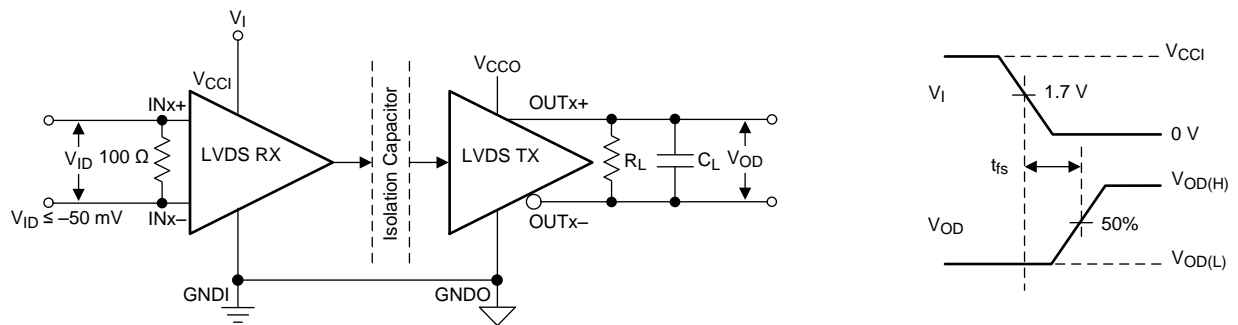 V_I
V_CCI
V_CCO
INx+
V_ID
100 Ω
LVDS RX
INx–
V_ID ≤ –50 mV
Isolation Capacitor
LVDS TX
OUTx+
R_L
C_L
V_OD
OUTx–
GNDI
GNDO
V_CCI
V_I
1.7 V
0 V
t_fs
V_OD(H)
V_OD
50%
V_OD(L)